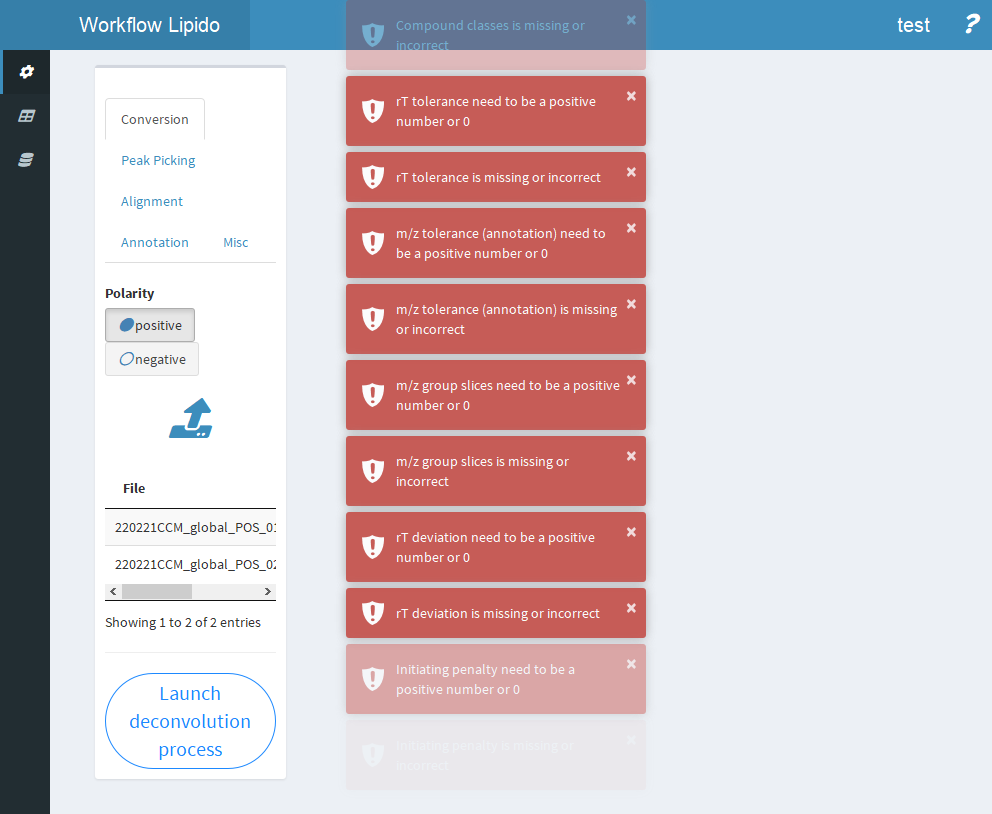 Workflow Lipido
test
?
Conversion
Peak Picking
Alignment
Annotation
Misc
Polarity
positive
negative
File
220221CCM_global_POS_01
220221CCM_global_POS_02
Showing 1 to 2 of 2 entries
Launch
deconvolution
process
Compound classes is missing or
incorrect
rT tolerance need to be a positive
number or 0
rT tolerance is missing or incorrect
m/z tolerance (annotation) need to
be a positive number or 0
m/z tolerance (annotation) is missing
or incorrect
m/z group slices need to be a positive
number or 0
m/z group slices is missing or
incorrect
rT deviation need to be a positive
number or 0
rT deviation is missing or incorrect
Initiating penalty need to be a
positive number or 0
Initiating penalty is missing or
incorrect